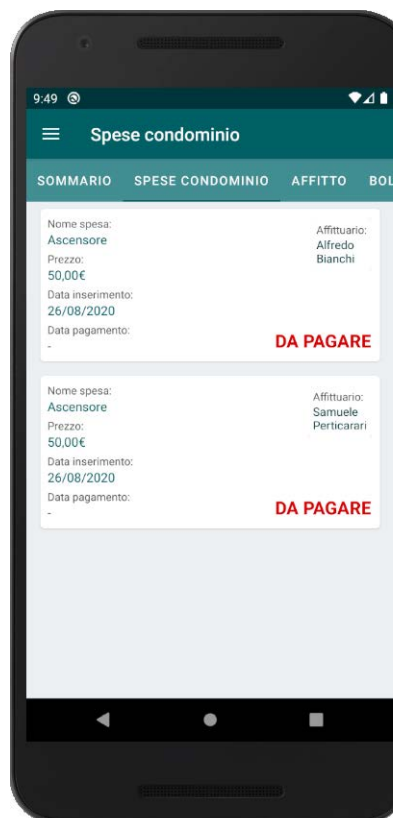 9:49
Spese condominio
SOMMARIO SPESE CONDOMINIO AFFITTO BOL
Nome spesa:
Ascensore
Prezzo:
50,00€
Data inserimento:
26/08/2020
Data pagamento:
-
Affittuario:
Alfredo
Bianchi
DA PAGARE
Nome spesa:
Ascensore
Prezzo:
50,00€
Data inserimento:
26/08/2020
Data pagamento:
-
Affittuario:
Samuele
Perticarari
DA PAGARE